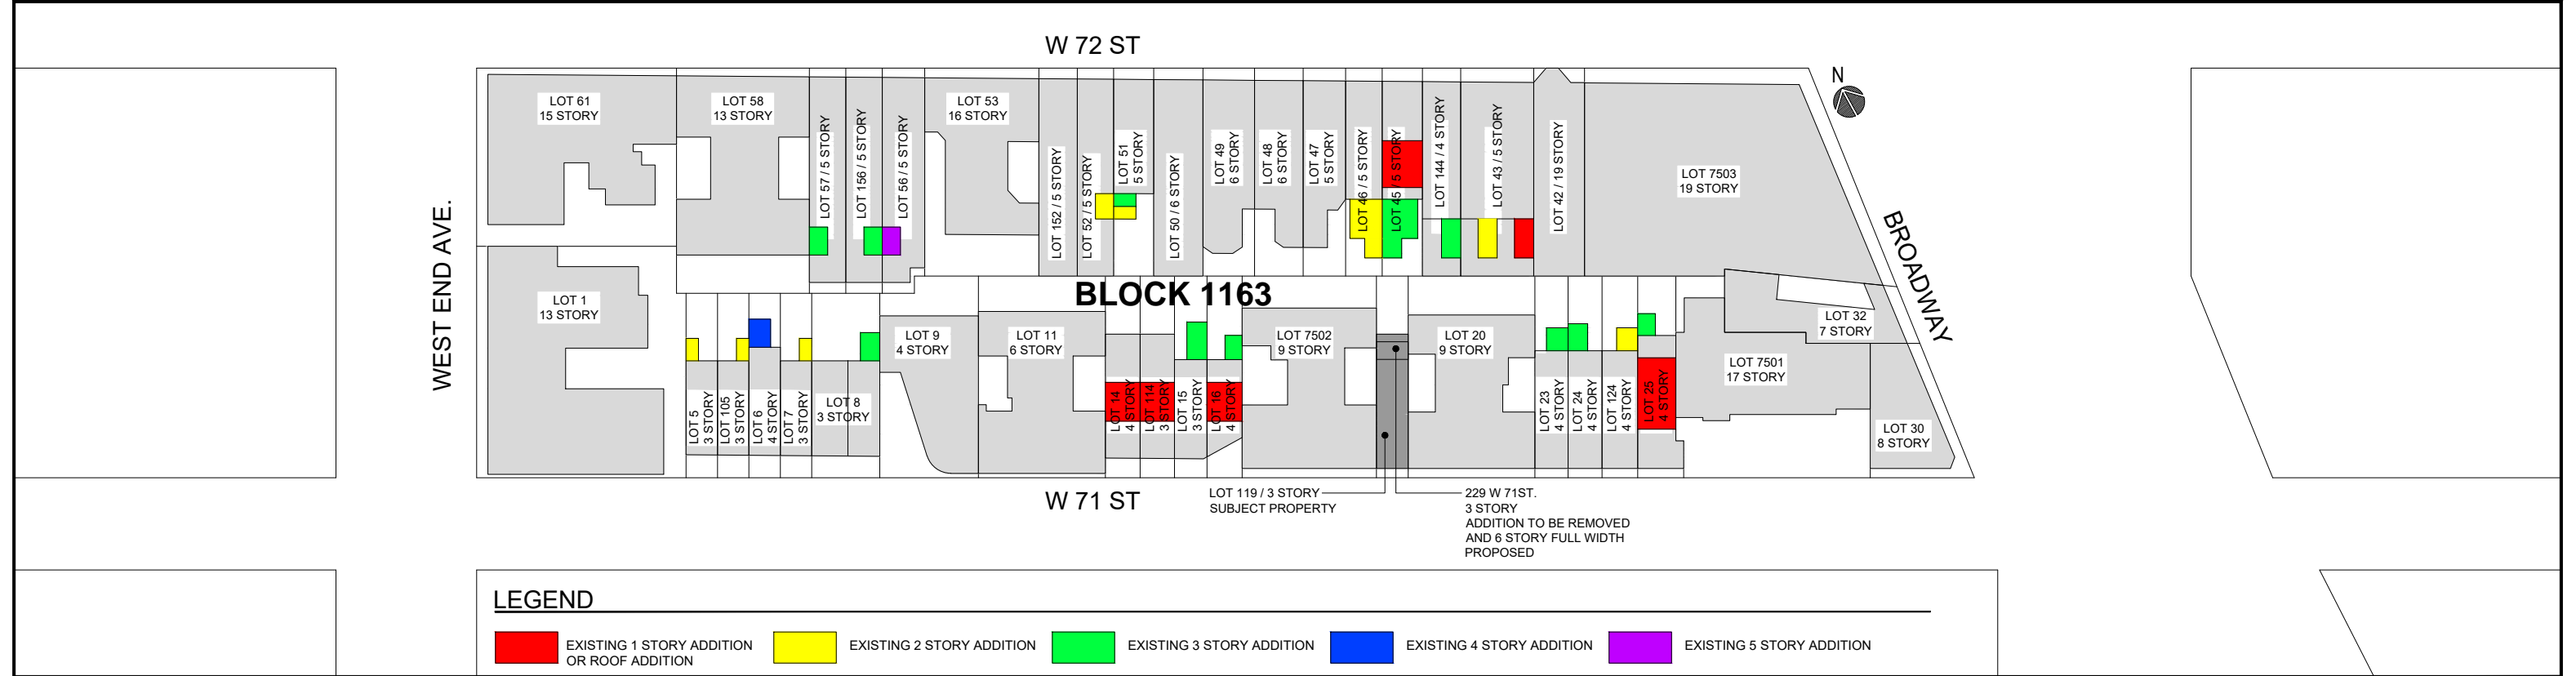 W 72 ST
N
LOT 61
15 STORY
LOT 58
13 STORY
LOT 57 / 5 STORY
LOT 156 / 5 STORY
LOT 56 / 5 STORY
LOT 53
16 STORY
LOT 152 / 5 STORY
LOT 52 / 5 STORY
LOT 51
5 STORY
LOT 50 / 6 STORY
LOT 49
6 STORY
LOT 48
6 STORY
LOT 47
5 STORY
LOT 46 / 5 STORY
LOT 45 / 5 STORY
LOT 144 / 4 STORY
LOT 43 / 5 STORY
LOT 42 / 19 STORY
LOT 7503
19 STORY
WEST END AVE.
BROADWAY
BLOCK 1163
LOT 1
13 STORY
LOT 5
3 STORY
LOT 105
3 STORY
LOT 6
4 STORY
LOT 7
3 STORY
LOT 8
3 STORY
LOT 9
4 STORY
LOT 11
6 STORY
LOT 14
4 STORY
LOT 114
3 STORY
LOT 15
3 STORY
LOT 16
4 STORY
LOT 7502
9 STORY
LOT 20
9 STORY
LOT 23
4 STORY
LOT 24
4 STORY
LOT 124
4 STORY
LOT 25
4 STORY
LOT 7501
17 STORY
LOT 32
7 STORY
LOT 30
8 STORY
W 71 ST
LOT 119 / 3 STORY
SUBJECT PROPERTY
229 W 71ST.
3 STORY
ADDITION TO BE REMOVED
AND 6 STORY FULL WIDTH
PROPOSED
LEGEND
EXISTING 1 STORY ADDITION
OR ROOF ADDITION
EXISTING 2 STORY ADDITION
EXISTING 3 STORY ADDITION
EXISTING 4 STORY ADDITION
EXISTING 5 STORY ADDITION